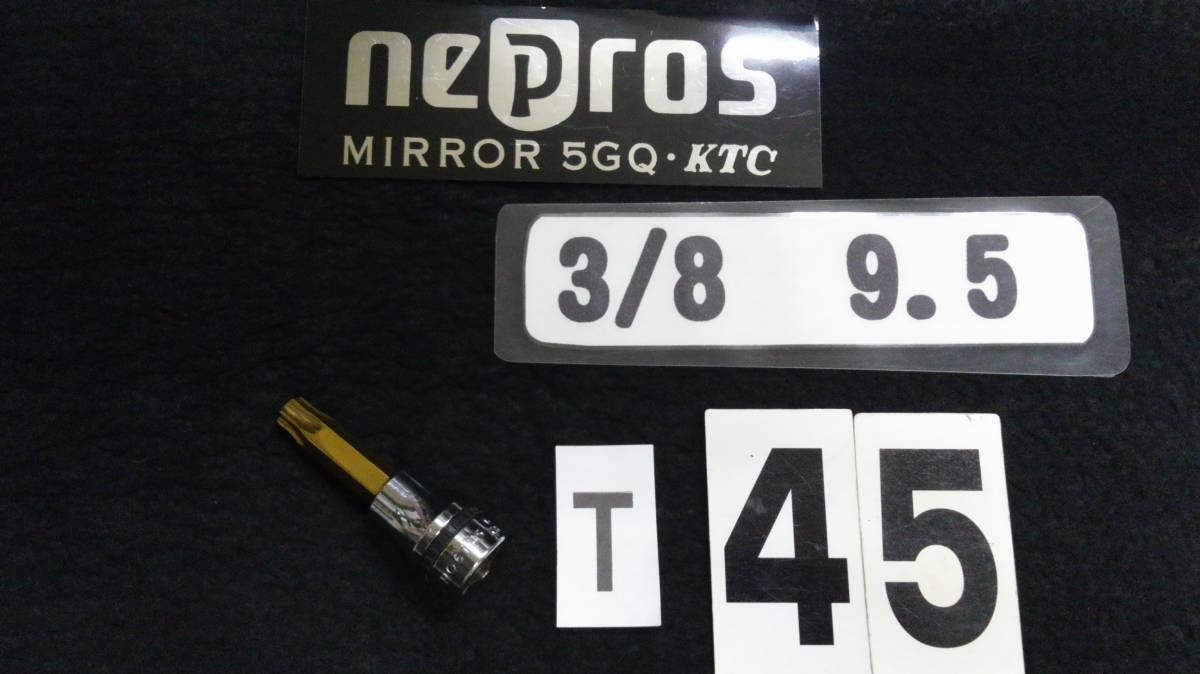 nepros
MIRROR 5GQ・KTC
3/8 9.5
T 45